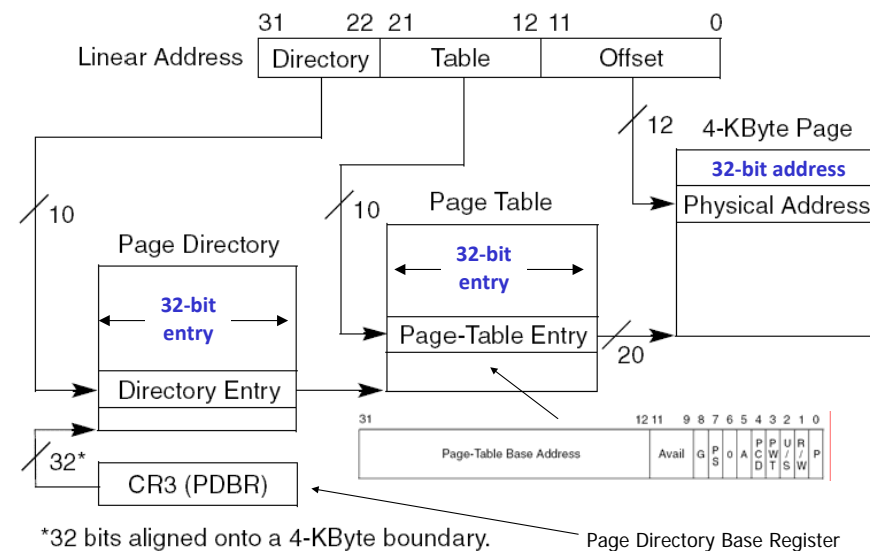 31 22 21 12 11 0
Linear Address Directory Table Offset
12
4-KByte Page
32-bit address
Physical Address
10
10
Page Table
Page Directory
32-bit
entry
32-bit
entry
Page-Table Entry
20
Directory Entry
31 12 11 9 8 7 6 5 4 3 2 1 0
Page-Table Base Address Avail G PS 0 A PCD PWT U/S R/W P
32*
CR3 (PDBR)
*32 bits aligned onto a 4-KByte boundary.
Page Directory Base Register